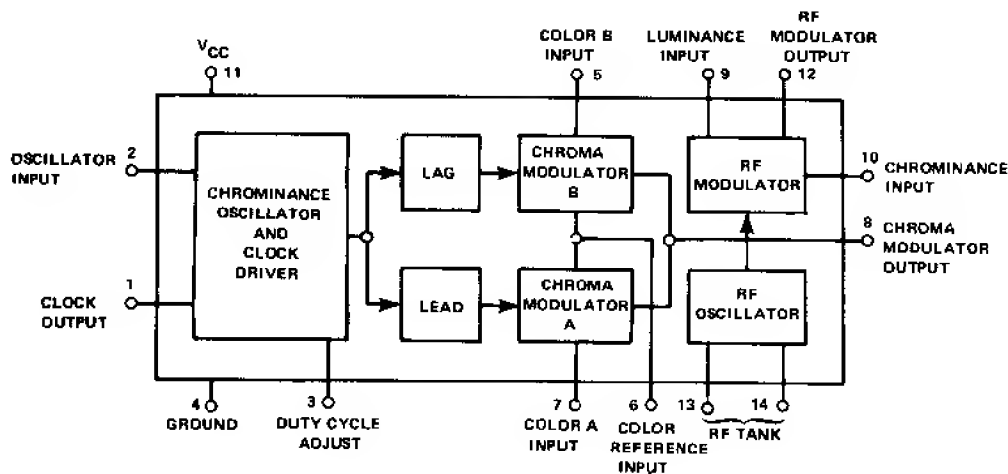 COLOR B
INPUT
5
LUMINANCE
INPUT
9
RF
MODULATOR
OUTPUT
12
VCC
11
OSCILLATOR
INPUT
2
CHROMINANCE
OSCILLATOR
AND
CLOCK
DRIVER
LAG
CHROMA
MODULATOR
B
RF
MODULATOR
10
CHROMINANCE
INPUT
8
CHROMA
MODULATOR
OUTPUT
1
CLOCK
OUTPUT
LEAD
CHROMA
MODULATOR
A
RF
OSCILLATOR
4
GROUND
3
DUTY CYCLE
ADJUST
7
COLOR A
INPUT
6
COLOR
REFERENCE
INPUT
13
14
RF TANK